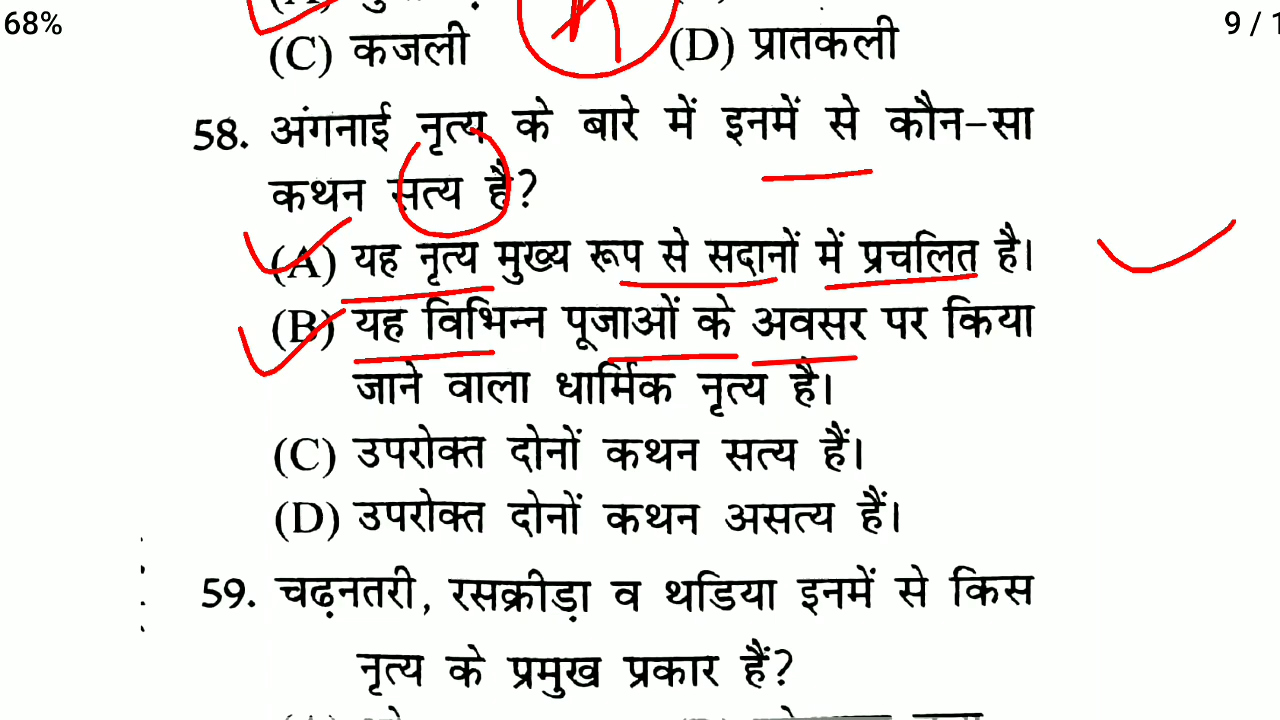 68%
9 / 1
(C) कजली (D) प्रातकली
58. अंगनाई नृत्य के बारे में इनमें से कौन-सा
कथन सत्य है?
(A) यह नृत्य मुख्य रूप से सदानों में प्रचलित है।
(B) यह विभिन्न पूजाओं के अवसर पर किया
जाने वाला धार्मिक नृत्य है।
(C) उपरोक्त दोनों कथन सत्य हैं।
(D) उपरोक्त दोनों कथन असत्य हैं।
59. चढ़नतरी, रसक्रीड़ा व थडिया इनमें से किस
नृत्य के प्रमुख प्रकार हैं?